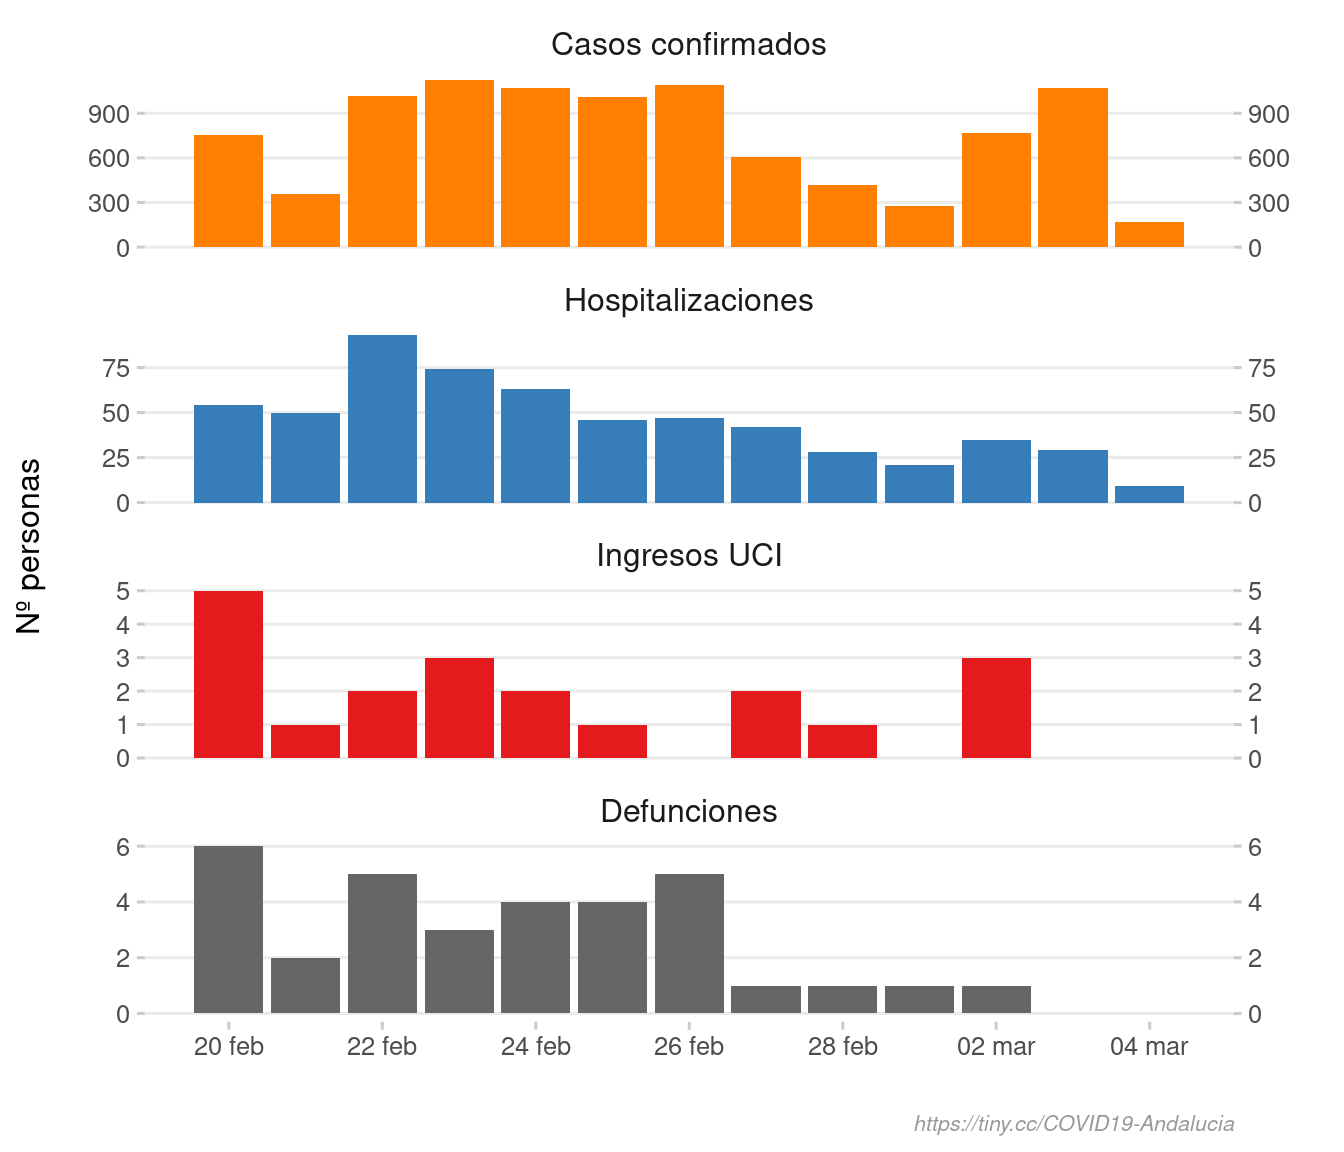 Casos confirmados
900 900
600 600
300 300
0 0
Hospitalizaciones
75 75
50 50
25 25
0 0
Nº personas
Ingresos UCI
5 5
4 4
3 3
2 2
1 1
0 0
Defunciones
6 6
4 4
2 2
0 0
20 feb 22 feb 24 feb 26 feb 28 feb 02 mar 04 mar
https://tiny.cc/COVID19-Andalucia